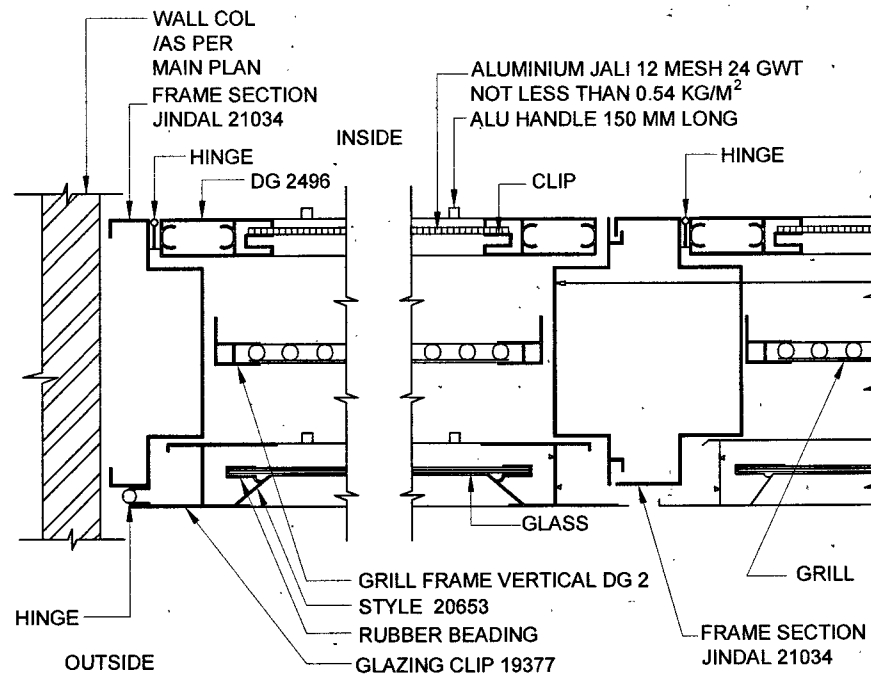 WALL COL
/AS PER
MAIN PLAN
FRAME SECTION
JINDAL 21034
HINGE
DG 2496
INSIDE
ALUMINIUM JALI 12 MESH 24 GWT
NOT LESS THAN 0.54 KG/M²
ALU HANDLE 150 MM LONG
HINGE
CLIP
GLASS
GRILL FRAME VERTICAL DG 2
STYLE 20653
RUBBER BEADING
GLAZING CLIP 19377
HINGE
OUTSIDE
GRILL
FRAME SECTION
JINDAL 21034